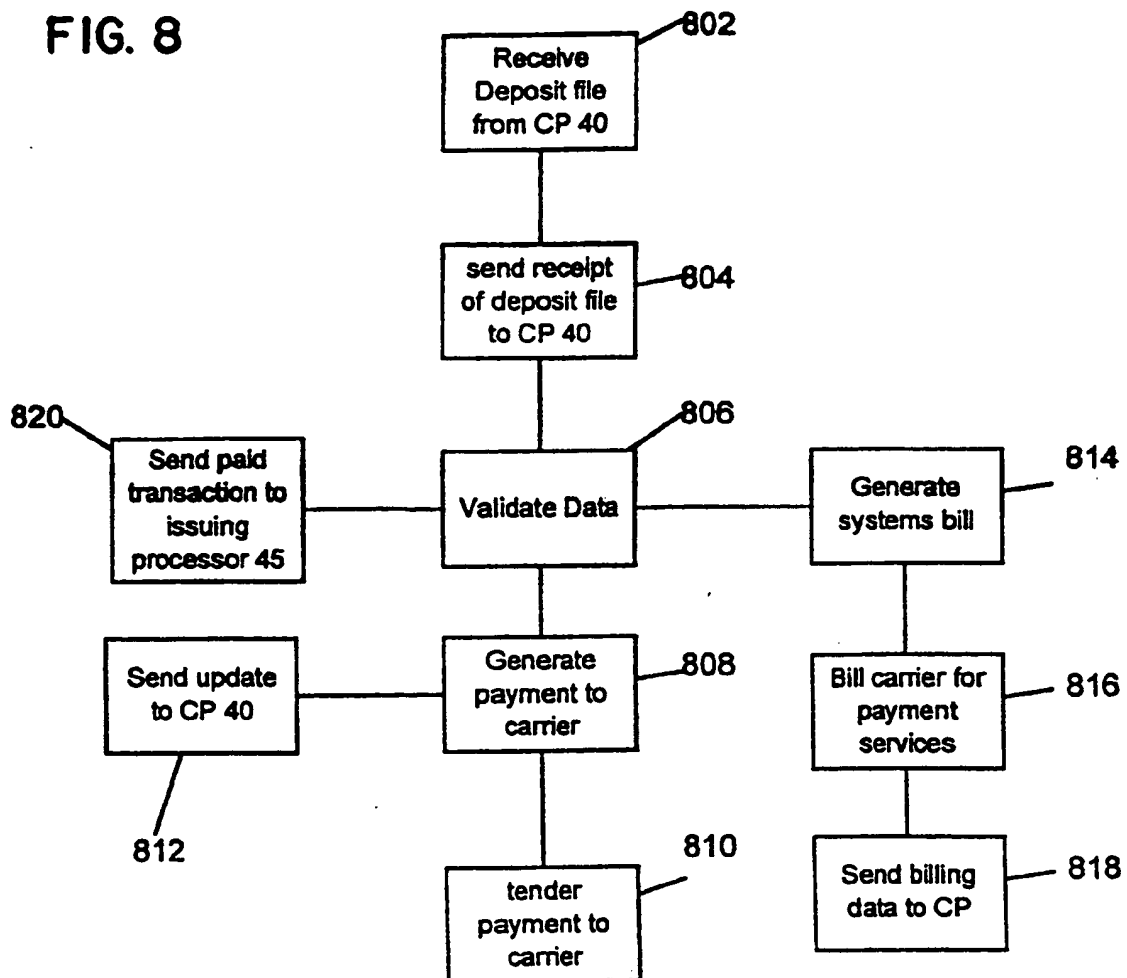 FIG. 8
802
Receive
Deposit file
from CP 40
send receipt
of deposit file
to CP 40
804
820
806
Send paid
transaction to
issuing
processor 45
Validate Data
Generate
systems bill
814
Send update
to CP 40
Generate
payment to
carrier
808
Bill carrier for
payment
services
816
812
810
tender
payment to
carrier
Send billing
data to CP
818